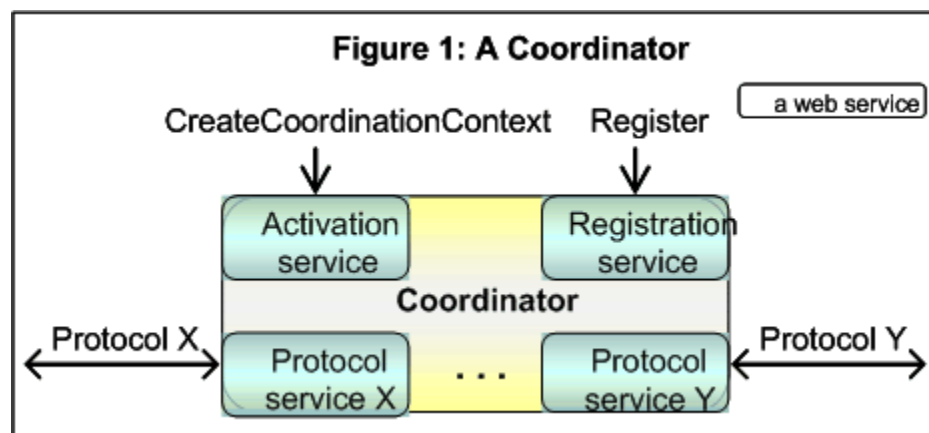 Figure 1: A Coordinator
a web service
CreateCoordinationContext
Register
Activation
service
Registration
service
Coordinator
Protocol X
Protocol Y
Protocol
service X
. . .
Protocol
service Y